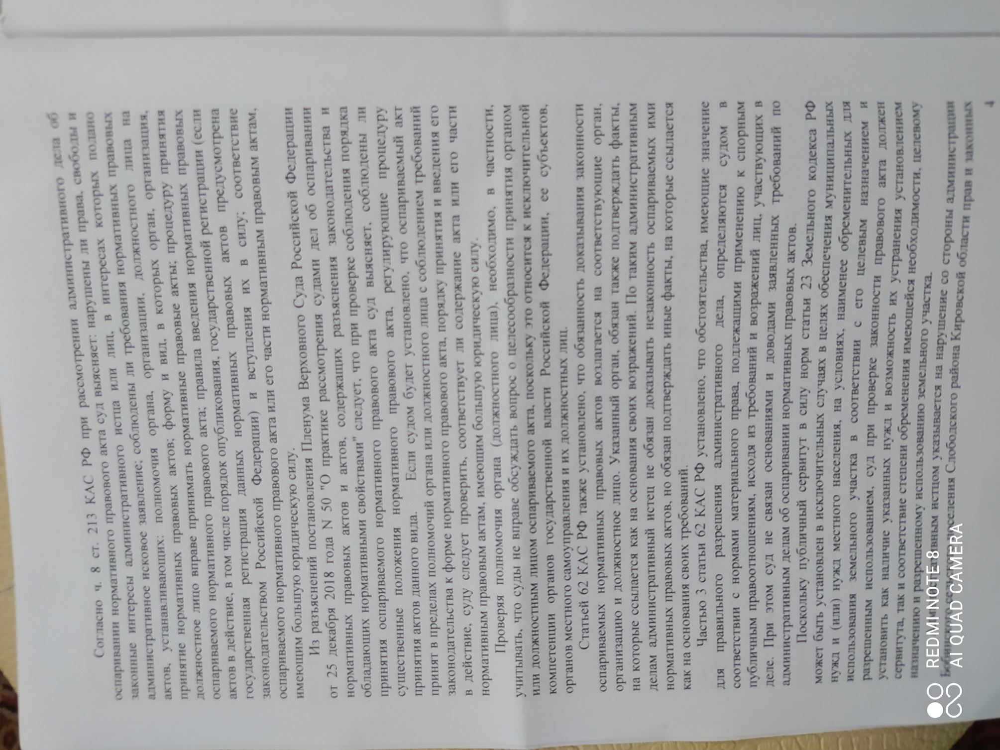 Согласно ч. 8 ст. 213 КАС РФ при рассмотрении административного дела об
оспаривании нормативного правового акта суд выясняет: нарушены ли права, свободы и
законные интересы административного истца или лиц, в интересах которых подано
административное исковое заявление; соблюдены ли требования нормативных правовых
актов, устанавливающих: полномочия органа, организации, должностного лица на
принятие нормативных правовых актов; форму и вид, в которых орган, организация,
должностное лицо вправе принимать нормативные правовые акты; процедуру принятия
оспариваемого нормативного правового акта; правила введения нормативных правовых
актов в действие, в том числе порядок опубликования, государственной регистрации (если
государственная регистрация данных нормативных правовых актов предусмотрена
законодательством Российской Федерации) и вступления их в силу; соответствие
оспариваемого нормативного правового акта или его части нормативным правовым актам,
имеющим большую юридическую силу.
Из разъяснений постановления Пленума Верховного Суда Российской Федерации
от 25 декабря 2018 года N 50 "О практике рассмотрения судами дел об оспаривании
нормативных правовых актов и актов, содержащих разъяснения законодательства и
обладающих нормативными свойствами" следует, что при проверке соблюдения порядка
принятия оспариваемого нормативного правового акта суд выясняет, соблюдены ли
существенные положения нормативного правового акта, регулирующие процедуру
принятия актов данного вида. Если судом будет установлено, что оспариваемый акт
принят в пределах полномочий органа или должностного лица с соблюдением требований
законодательства к форме нормативного правового акта, порядку принятия и введения его
в действие, суду следует проверить, соответствует ли содержание акта или его части
нормативным правовым актам, имеющим большую юридическую силу.
Проверяя полномочия органа (должностного лица), необходимо, в частности,
учитывать, что суды не вправе обсуждать вопрос о целесообразности принятия органом
или должностным лицом оспариваемого акта, поскольку это относится к исключительной
компетенции органов государственной власти Российской Федерации, ее субъектов,
органов местного самоуправления и их должностных лиц.
Статьей 62 КАС РФ также установлено, что обязанность доказывания законности
оспариваемых нормативных правовых актов возлагается на соответствующие орган,
организацию и должностное лицо. Указанный орган, обязан также подтверждать факты,
на которые ссылается как на основания своих возражений. По таким административным
делам административный истец не обязан доказывать незаконность оспариваемых ими
нормативных правовых актов, но обязан подтверждать иные факты, на которые ссылается
как на основания своих требований.
Частью 3 статьи 62 КАС РФ установлено, что обстоятельства, имеющие значение
для правильного разрешения административного дела, определяются судом в
соответствии с нормами материального права, подлежащими применению к спорным
публичным правоотношениям, исходя из требований и возражений лиц, участвующих в
деле. При этом суд не связан основаниями и доводами заявленных требований по
административным делам об оспаривании нормативных правовых актов.
Поскольку публичный сервитут в силу норм статьи 23 Земельного кодекса РФ
может быть установлен в исключительных случаях в целях обеспечения муниципальных
нужд и (или) нужд местного населения, на условиях, наименее обременительных для
использования земельного участка в соответствии с его целевым назначением и
разрешенным использованием, суд при проверке законности правового акта должен
установить как наличие указанных нужд и возможность их устранения установлением
сервитута, так и соответствие степени обременения имеющейся необходимости, целевому
назначению и разрешенному использованию земельного участка.
истцом указывается на нарушение со стороны администрации
Бобинского сельского поселения Слободского района Кировской области прав и законных
4
REDMI NOTE 8
AI QUAD CAMERA